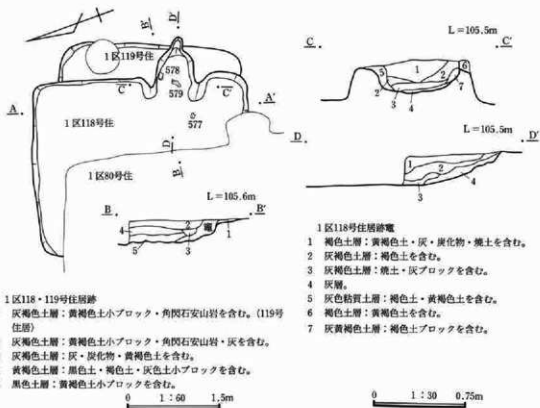 1区119号住
578
579
577
1区118号住
1区80号住
A
A'
B
B'
C
C'
D
D'
L=105.6m
B
B'
4
2
3
5
竈
1
L=105.5m
C
C'
5
1
6
2
3
4
2
7
L=105.5m
D
D'
1
2
3
4
1区118号住居跡竈
1 褐色土層：黄褐色土・灰・炭化物・焼土を含む。
2 灰褐色土層：褐色土を含む。
3 灰褐色土層：焼土・灰ブロックを含む。
4 灰層。
5 灰色粘質土層：褐色土・黄褐色土を含む。
6 褐色土層：黄褐色土を含む。
7 灰黄褐色土層：褐色土ブロックを含む。
1区118・119号住居跡
灰褐色土層：黄褐色土小ブロック・角閃石安山岩を含む。(119号
住居)
灰褐色土層：黄褐色土小ブロック・角閃石安山岩・灰を含む。
灰褐色土層：灰・炭化物・黄褐色土を含む。
黄褐色土層：黒色土・褐色土・灰色土小ブロックを含む。
黒色土層：黄褐色土小ブロックを含む。
0 1:60 1.5m
0 1:30 0.75m